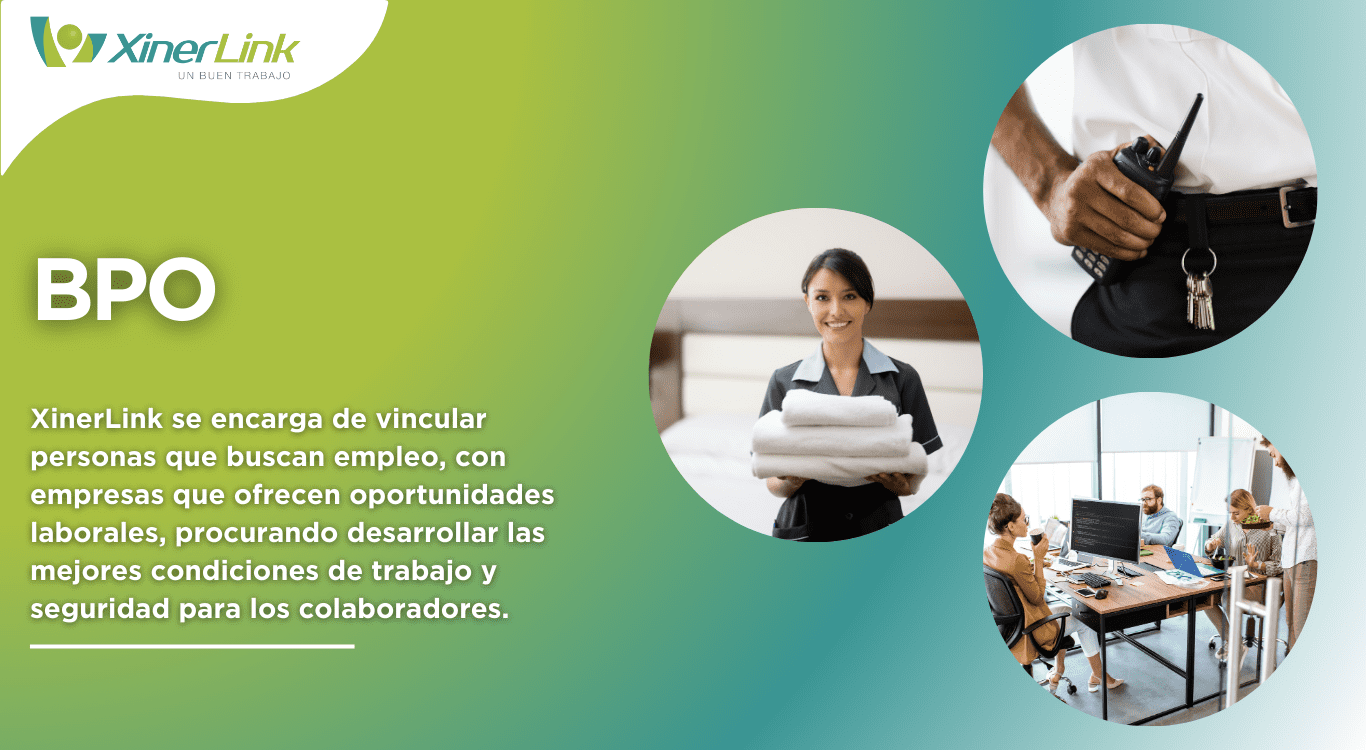 XinerLink
UN BUEN TRABAJO
BPO
XinerLink se encarga de vincular
personas que buscan empleo, con
empresas que ofrecen oportunidades
laborales, procurando desarrollar las
mejores condiciones de trabajo y
seguridad para los colaboradores.